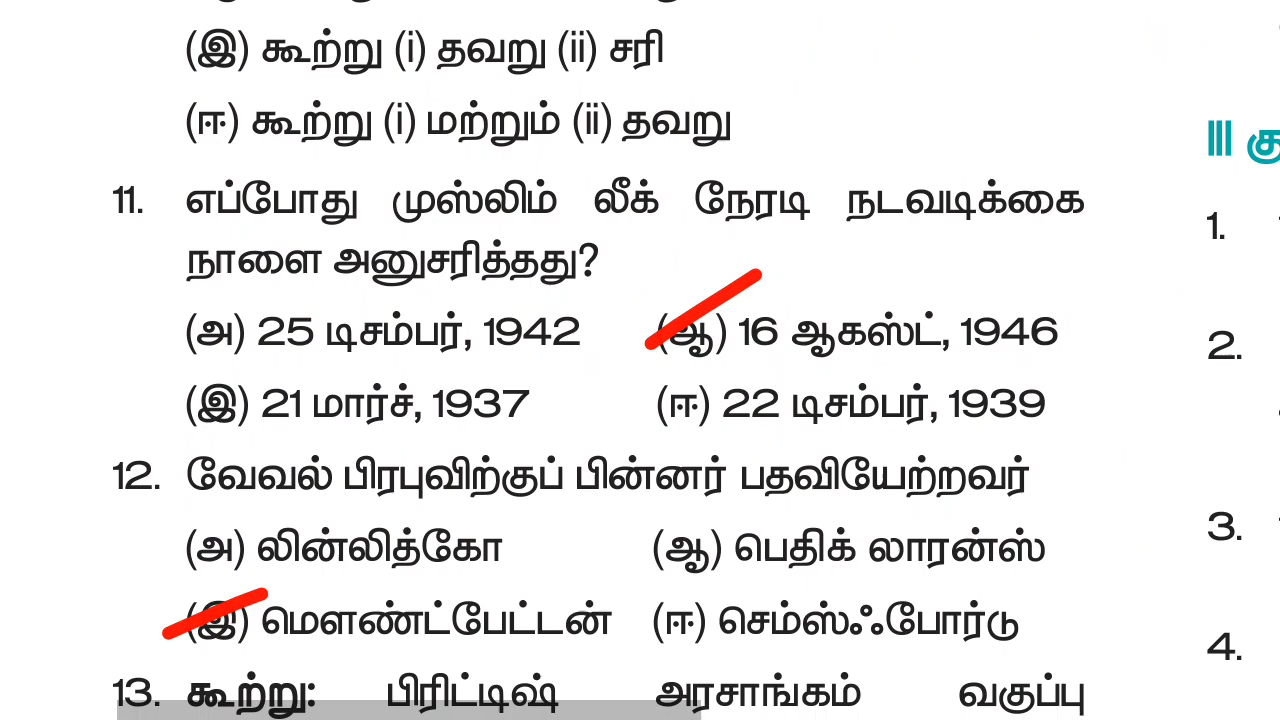 (இ) கூற்று (i) தவறு (ii) சரி
(ஈ) கூற்று (i) மற்றும் (ii) தவறு
11. எப்போது முஸ்லிம் லீக் நேரடி நடவடிக்கை
நாளை அனுசரித்தது?
(அ) 25 டிசம்பர், 1942 (ஆ) 16 ஆகஸ்ட், 1946
(இ) 21 மார்ச், 1937 (ஈ) 22 டிசம்பர், 1939
12. வேவல் பிரபுவிற்குப் பின்னர் பதவியேற்றவர்
(அ) லின்லித்கோ (ஆ) பெதிக் லாரன்ஸ்
(இ) மௌண்ட்பேட்டன் (ஈ) செம்ஸ்ஃபோர்டு
13. கூற்று: பிரிட்டிஷ் அரசாங்கம் வகுப்பு
III
1.
2.
3.
4.